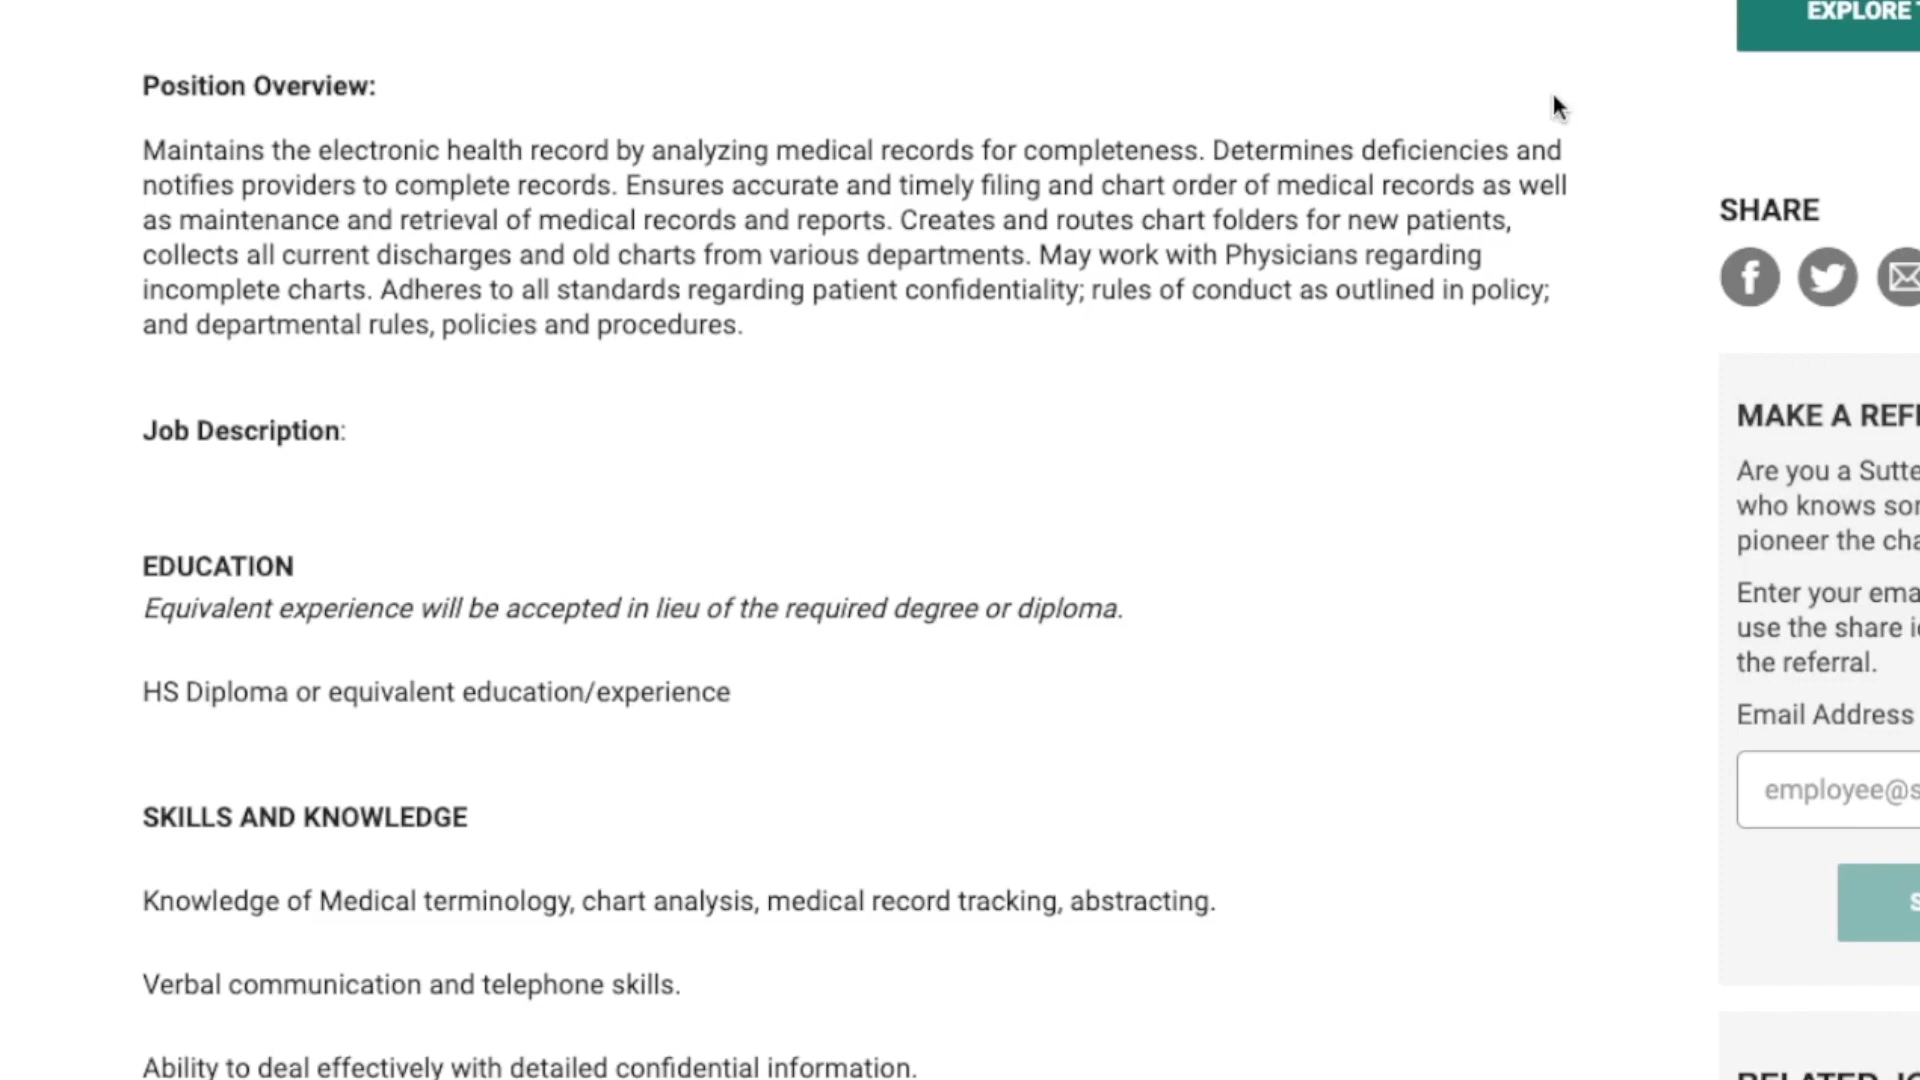 EXPLORE
Position Overview:
Maintains the electronic health record by analyzing medical records for completeness. Determines deficiencies and
notifies providers to complete records. Ensures accurate and timely filing and chart order of medical records as well
as maintenance and retrieval of medical records and reports. Creates and routes chart folders for new patients,
collects all current discharges and old charts from various departments. May work with Physicians regarding
incomplete charts. Adheres to all standards regarding patient confidentiality; rules of conduct as outlined in policy;
and departmental rules, policies and procedures.
Job Description:
EDUCATION
Equivalent experience will be accepted in lieu of the required degree or diploma.
HS Diploma or equivalent education/experience
SKILLS AND KNOWLEDGE
Knowledge of Medical terminology, chart analysis, medical record tracking, abstracting.
Verbal communication and telephone skills.
Ability to deal effectively with detailed confidential information.
SHARE
MAKE A
Are you a
who knows
pioneer the
Enter your
use the share
the referral.
Email Address
employee@